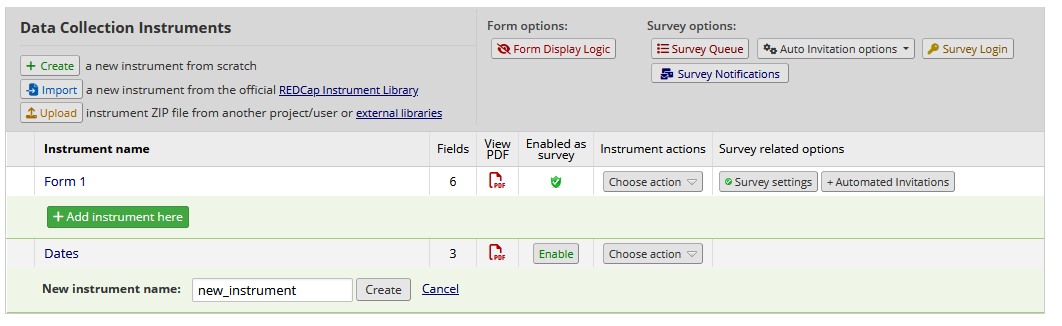 Data Collection Instruments
Form options:
Survey options:
Form Display Logic
Survey Queue
Auto Invitation options
Survey Login
Survey Notifications
+ Create a new instrument from scratch
Import a new instrument from the official REDCap Instrument Library
Upload instrument ZIP file from another project/user or external libraries
Instrument name
Fields
View
PDF
Enabled as
survey
Instrument actions
Survey related options
Form 1
6
PDF
Choose action
Survey settings
+ Automated Invitations
+ Add instrument here
Dates
3
PDF
Enable
Choose action
New instrument name:
new_instrument
Create
Cancel